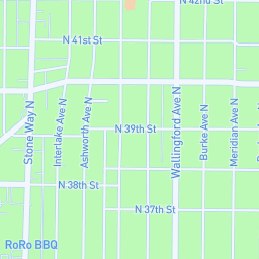 N 42nd St
N 41st St
N 39th St
Stone Way N
Interlake Ave N
Ashworth Ave N
Wallingford Ave N
Burke Ave N
Meridian Ave N
N 38th St
N 37th St
RoRo BBQ